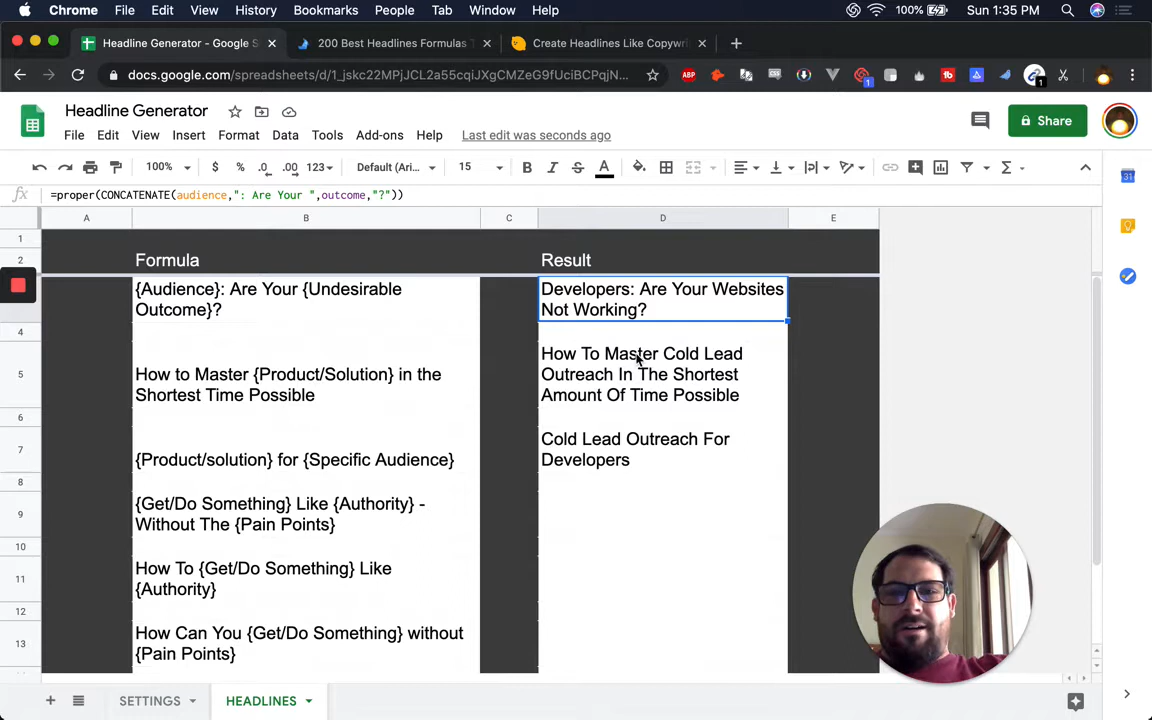 Chrome File Edit View History Bookmarks People Tab Window Help 100% Sun 1:35 PM
Headline Generator - Google S
200 Best Headlines Formulas T
Create Headlines Like Copywri
docs.google.com/spreadsheets/d/1_jskc22MPjJCL2a55cqiJXgCMZeG9fUciBCPqjN...
ABP
CSS
1
1
Headline Generator
File Edit View Insert Format Data Tools Add-ons Help Last edit was seconds ago
Share
31
100% $ % .0 .00 123 Default (Ari... 15 B I S A
fx =proper(CONCATENATE(audience,": Are Your ",outcome,"?"))
A B C D E
1
2 Formula Result
{Audience}: Are Your {Undesirable
Outcome}?
Developers: Are Your Websites
Not Working?
4
5
How to Master {Product/Solution} in the
Shortest Time Possible
How To Master Cold Lead
Outreach In The Shortest
Amount Of Time Possible
6
7
{Product/solution} for {Specific Audience}
Cold Lead Outreach For
Developers
8
9
{Get/Do Something} Like {Authority} -
Without The {Pain Points}
10
11
How To {Get/Do Something} Like
{Authority}
12
13
How Can You {Get/Do Something} without
{Pain Points}
SETTINGS HEADLINES